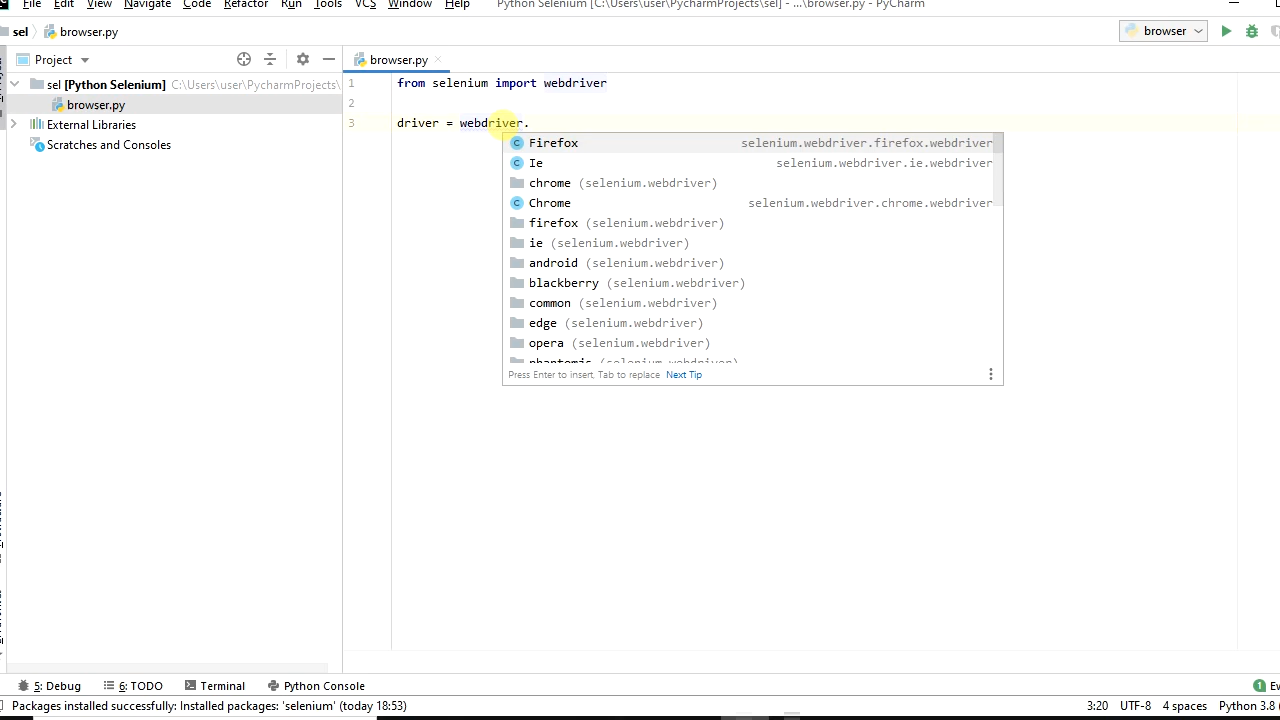 File Edit View Navigate Code Refactor Run Tools VCS Window Help Python Selenium [C:\Users\user\PycharmProjects\sel] - ...\browser.py - PyCharm
sel browser.py browser
Project browser.py
sel [Python Selenium] C:\Users\user\PycharmProjects\
browser.py
External Libraries
Scratches and Consoles
1 from selenium import webdriver
2
3 driver = webdriver.
Firefox selenium.webdriver.firefox.webdriver
Ie selenium.webdriver.ie.webdriver
chrome (selenium.webdriver)
Chrome selenium.webdriver.chrome.webdriver
firefox (selenium.webdriver)
ie (selenium.webdriver)
android (selenium.webdriver)
blackberry (selenium.webdriver)
common (selenium.webdriver)
edge (selenium.webdriver)
opera (selenium.webdriver)
phantomjs (selenium.webdriver)
Press Enter to insert, Tab to replace Next Tip
5: Debug 6: TODO Terminal Python Console 1 Ev
Packages installed successfully: Installed packages: 'selenium' (today 18:53) 3:20 UTF-8 4 spaces Python 3.8 (